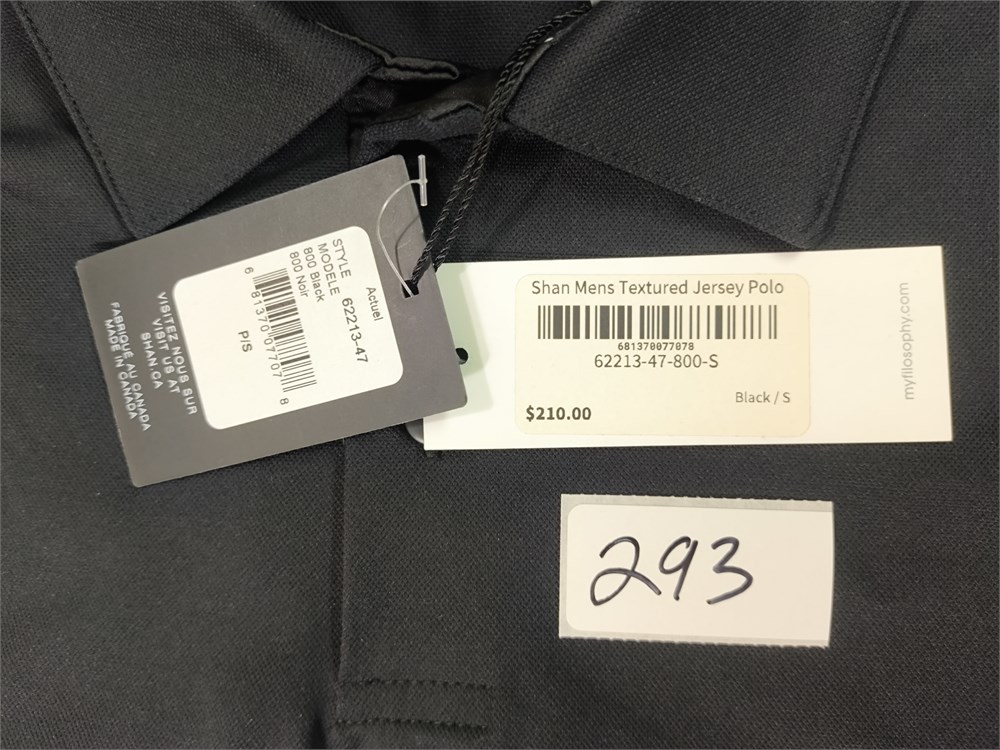 Actuel
STYLE
MODELE 62213-47
800 Black
800 Noir
6 81370 07707 8
P/S
VISITEZ NOUS SUR
VISIT US AT
SHAN.CA
FABRIQUÉ AU CANADA
MADE IN CANADA
Shan Mens Textured Jersey Polo
681370077078
62213-47-800-S
Black / S
$210.00
myfilosophy.com
293